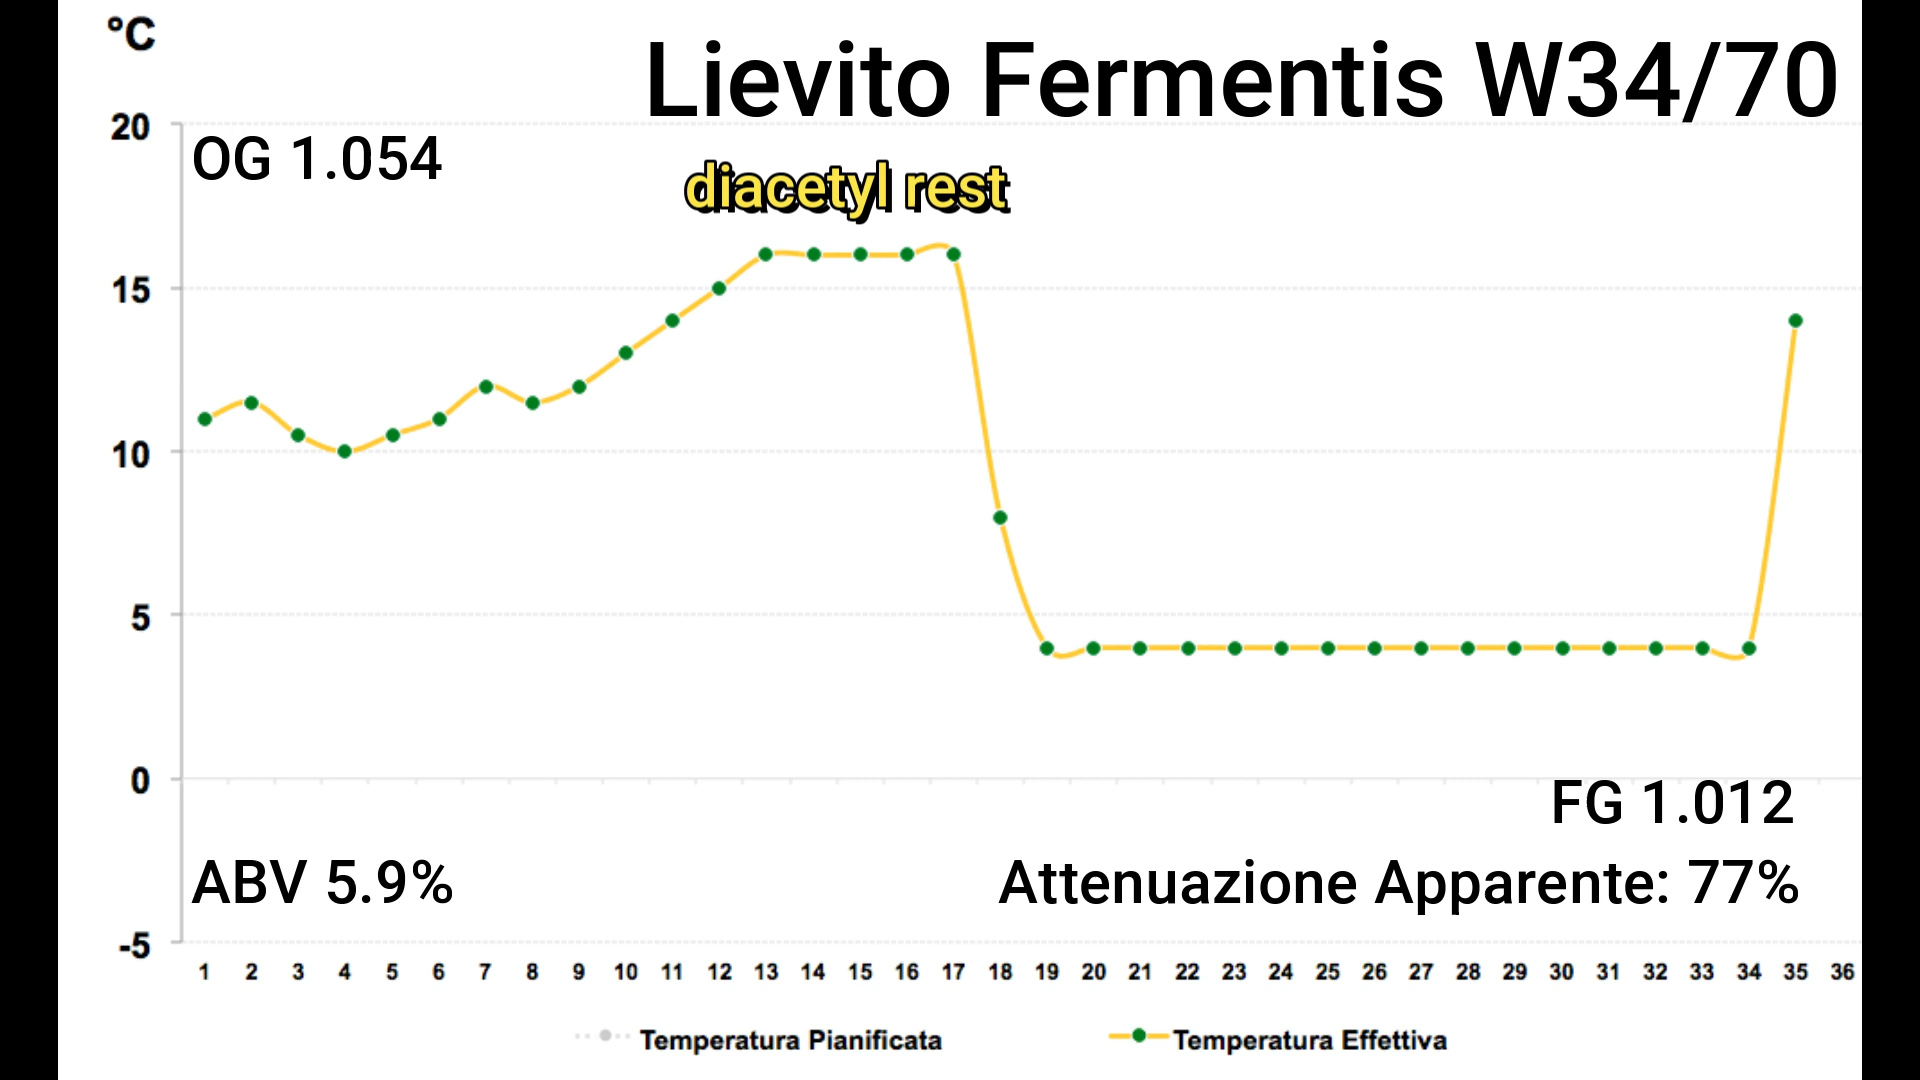 °C
Lievito Fermentis W34/70
20
OG 1.054
diacetyl rest
15
10
5
0
FG 1.012
ABV 5.9%
Attenuazione Apparente: 77%
-5
1 2 3 4 5 6 7 8 9 10 11 12 13 14 15 16 17 18 19 20 21 22 23 24 25 26 27 28 29 30 31 32 33 34 35 36
Temperatura Pianificata
Temperatura Effettiva